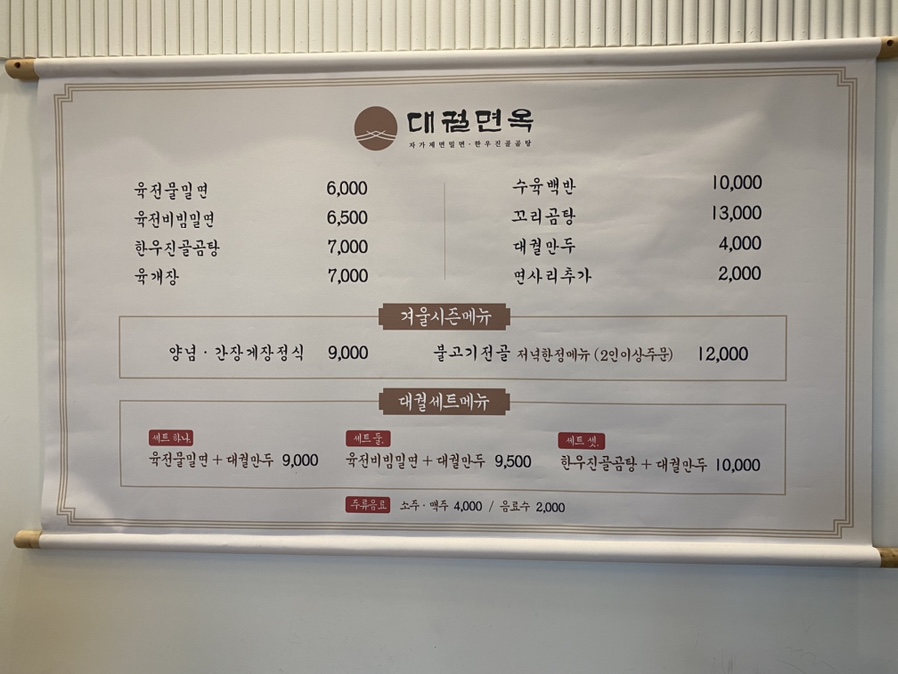 대궐면옥
자가제면밀면·한우진골곰탕
육전물밀면 6,000
육전비빔밀면 6,500
한우진골곰탕 7,000
육개장 7,000
수육백반 10,000
꼬리곰탕 13,000
대궐만두 4,000
면사리추가 2,000
겨울시즌메뉴
양념·간장게장정식 9,000
불고기전골 저녁한정메뉴(2인이상주문) 12,000
대궐세트메뉴
세트 하나.
육전물밀면+대궐만두 9,000
세트 둘.
육전비빔밀면+대궐만두 9,500
세트 셋.
한우진골곰탕+대궐만두 10,000
주류음료 소주·맥주 4,000 / 음료수 2,000